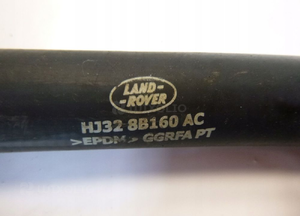 LAND-
-ROVER
HJ32 8B160 AC
>EPDM> GGRFA PT